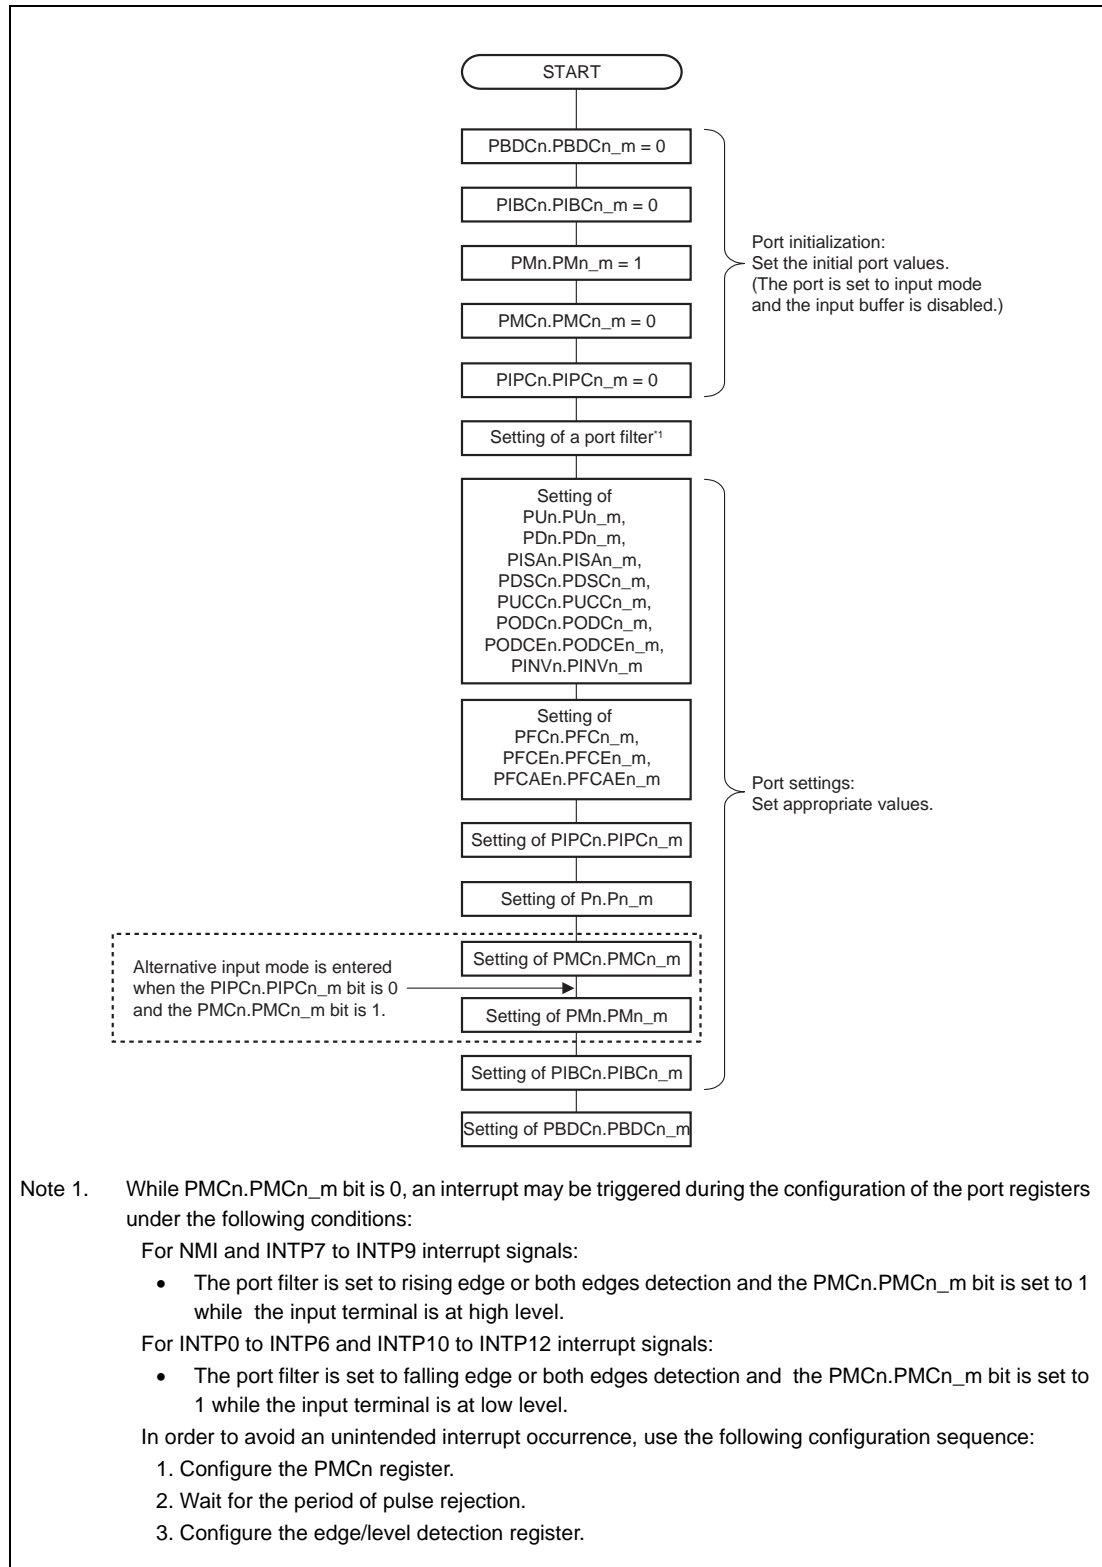 START
PBDCn.PBDCn_m = 0
PIBCn.PIBCn_m = 0
PMn.PMn_m = 1
PMCn.PMCn_m = 0
PIPCn.PIPCn_m = 0
Port initialization:
Set the initial port values.
(The port is set to input mode
and the input buffer is disabled.)
Setting of a port filter*1
Setting of
PUn.PUn_m,
PDn.PDn_m,
PISAn.PISAn_m,
PDSCn.PDSCn_m,
PUCCn.PUCCn_m,
PODCn.PODCn_m,
PODCEn.PODCEn_m,
PINVn.PINVn_m
Setting of
PFCn.PFCn_m,
PFCEn.PFCEn_m,
PFCAEn.PFCAEn_m
Port settings:
Set appropriate values.
Setting of PIPCn.PIPCn_m
Setting of Pn.Pn_m
Setting of PMCn.PMCn_m
Alternative input mode is entered
when the PIPCn.PIPCn_m bit is 0
and the PMCn.PMCn_m bit is 1.
Setting of PMn.PMn_m
Setting of PIBCn.PIBCn_m
Setting of PBDCn.PBDCn_m
Note 1. While PMCn.PMCn_m bit is 0, an interrupt may be triggered during the configuration of the port registers
under the following conditions:
For NMI and INTP7 to INTP9 interrupt signals:
• The port filter is set to rising edge or both edges detection and the PMCn.PMCn_m bit is set to 1
while the input terminal is at high level.
For INTP0 to INTP6 and INTP10 to INTP12 interrupt signals:
• The port filter is set to falling edge or both edges detection and the PMCn.PMCn_m bit is set to
1 while the input terminal is at low level.
In order to avoid an unintended interrupt occurrence, use the following configuration sequence:
1. Configure the PMCn register.
2. Wait for the period of pulse rejection.
3. Configure the edge/level detection register.